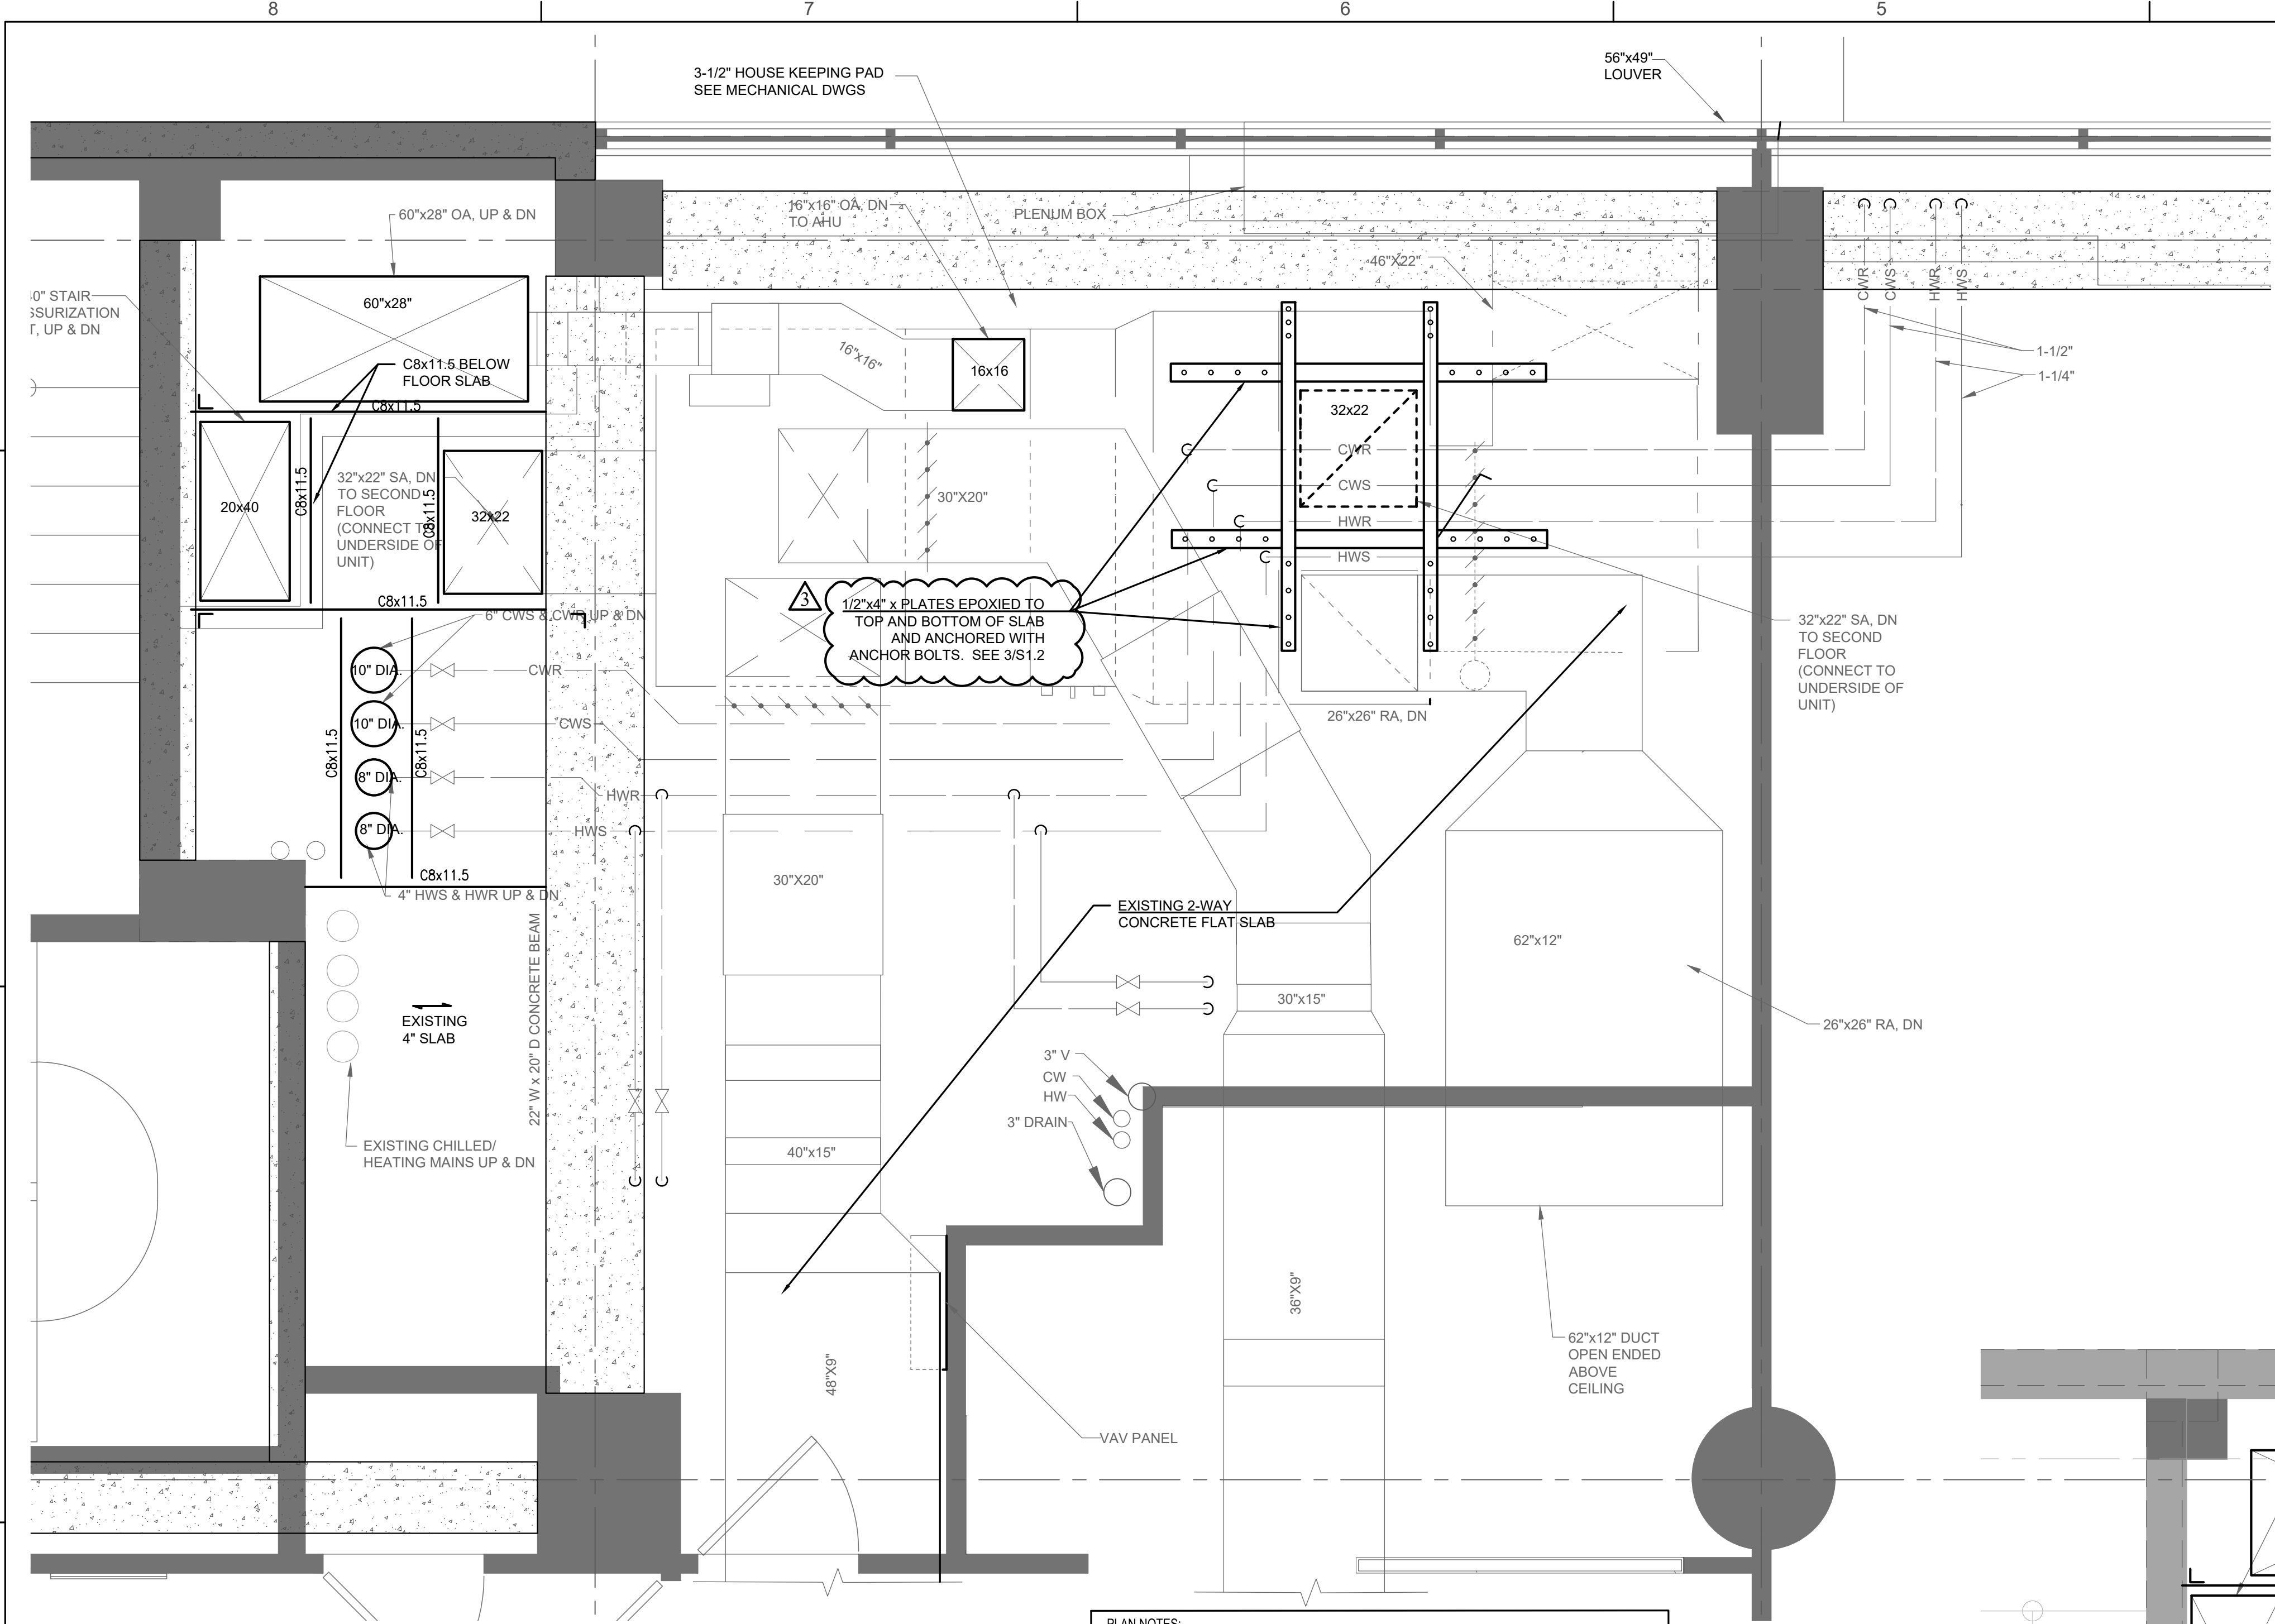 8
7
6
5
3-1/2" HOUSE KEEPING PAD
SEE MECHANICAL DWGS
56"x49"
LOUVER
60"x28" OA, UP & DN
16"x16" OA, DN
TO AHU
PLENUM BOX
46"X22"
CWR
CWS
HWR
HWS
STAIR
T, UP & DN
60"x28"
C8x11.5 BELOW
FLOOR SLAB
C8x11.5
16"x16"
16x16
32x22
1-1/2"
1-1/4"
20x40
C8x11.5
32"x22" SA, DN
TO SECOND
FLOOR
(CONNECT TO
UNDERSIDE OF
UNIT)
C8x11.5
32x22
30"X20"
CWR
CWS
HWR
HWS
C8x11.5
6" CWS & CWR UP & DN
3
1/2"x4" x PLATES EPOXIED TO
TOP AND BOTTOM OF SLAB
AND ANCHORED WITH
ANCHOR BOLTS. SEE 3/S1.2
32"x22" SA, DN
TO SECOND
FLOOR
(CONNECT TO
UNDERSIDE OF
UNIT)
10" DIA.
CWR
10" DIA.
CWS
26"x26" RA, DN
C8x11.5
C8x11.5
8" DIA.
HWR
8" DIA.
HWS
C8x11.5
4" HWS & HWR UP & DN
30"X20"
EXISTING 2-WAY
CONCRETE FLAT SLAB
62"x12"
22" W x 20" D CONCRETE BEAM
30"x15"
EXISTING
4" SLAB
26"x26" RA, DN
3" V
CW
HW
3" DRAIN
EXISTING CHILLED/
HEATING MAINS UP & DN
40"x15"
36"X9"
48"X9"
62"x12" DUCT
OPEN ENDED
ABOVE
CEILING
VAV PANEL
PLAN NOTES: